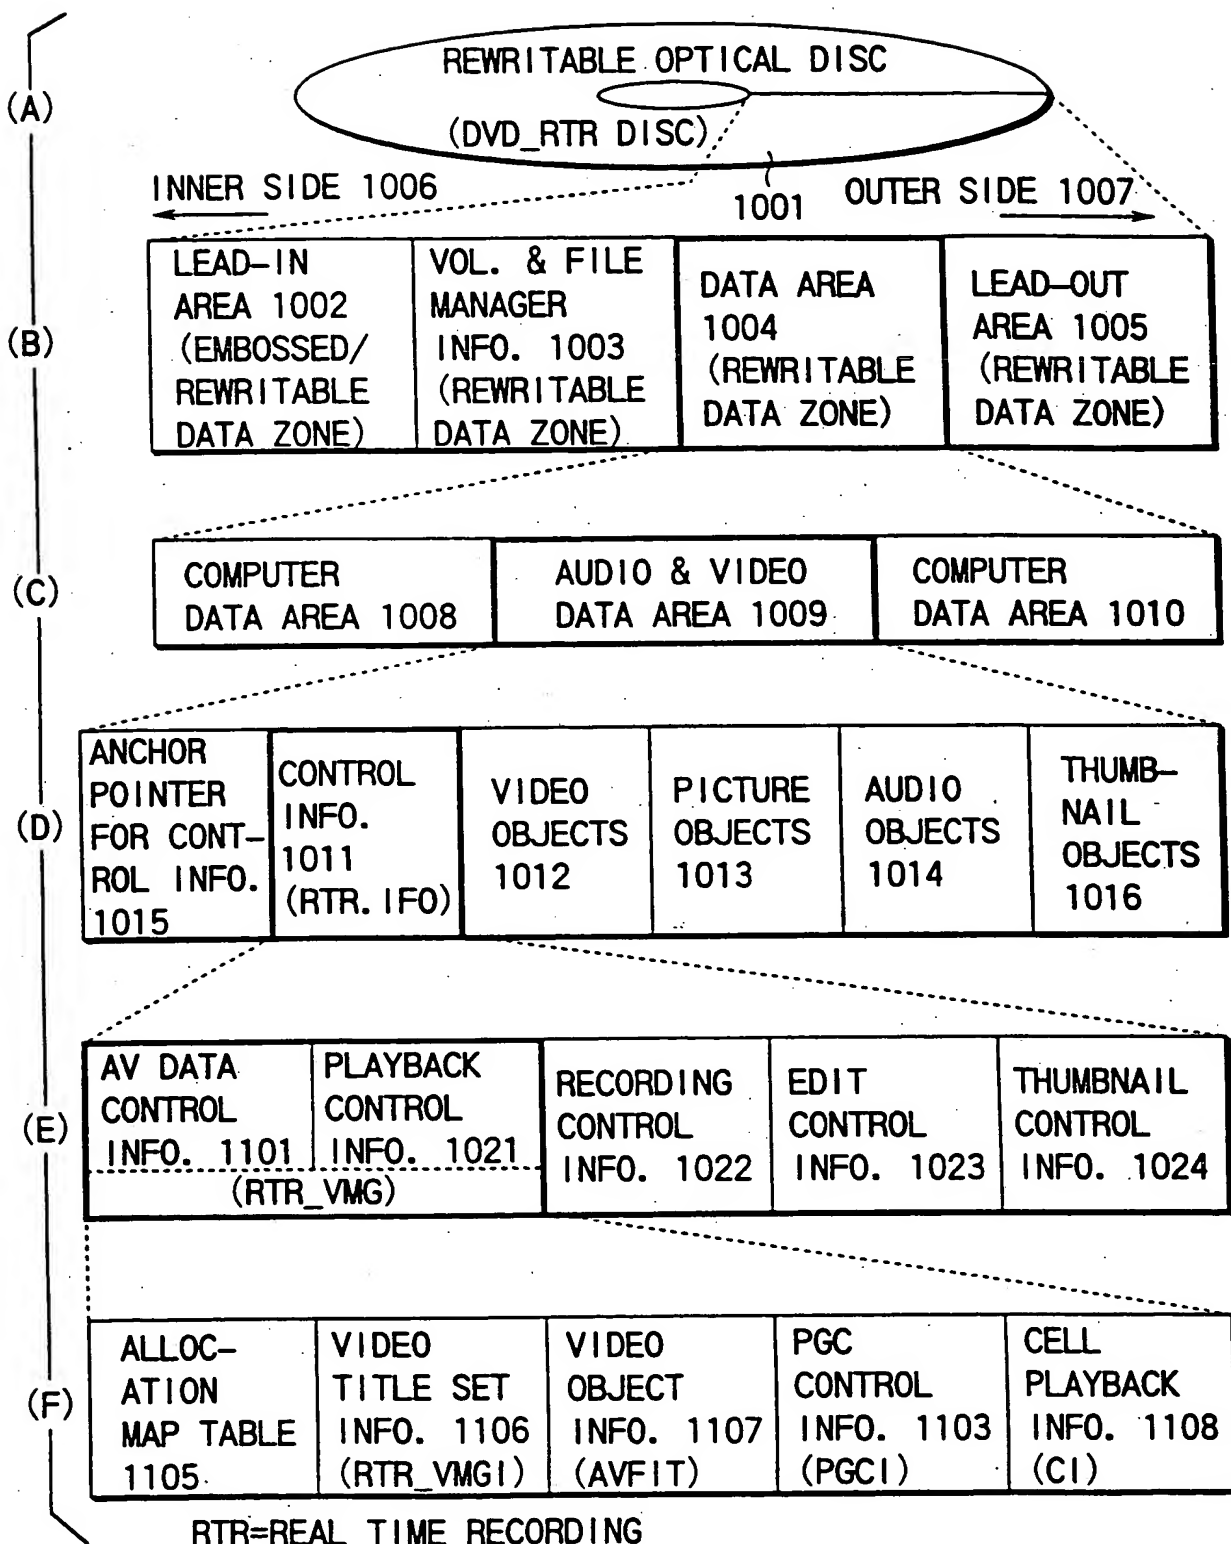 (A)
REWRITABLE OPTICAL DISC
(DVD_RTR DISC)
1001
INNER SIDE 1006
OUTER SIDE 1007
(B)
LEAD-IN
AREA 1002
(EMBOSSED/
REWRITABLE
DATA ZONE)
VOL. & FILE
MANAGER
INFO. 1003
(REWRITABLE
DATA ZONE)
DATA AREA
1004
(REWRITABLE
DATA ZONE)
LEAD-OUT
AREA 1005
(REWRITABLE
DATA ZONE)
(C)
COMPUTER
DATA AREA 1008
AUDIO & VIDEO
DATA AREA 1009
COMPUTER
DATA AREA 1010
(D)
ANCHOR
POINTER
FOR CONT-
ROL INFO.
1015
CONTROL
INFO.
1011
(RTR.IFO)
VIDEO
OBJECTS
1012
PICTURE
OBJECTS
1013
AUDIO
OBJECTS
1014
THUMB-
NAIL
OBJECTS
1016
(E)
AV DATA
CONTROL
INFO. 1101
PLAYBACK
CONTROL
INFO. 1021
(RTR_VMG)
RECORDING
CONTROL
INFO. 1022
EDIT
CONTROL
INFO. 1023
THUMBNAIL
CONTROL
INFO. 1024
(F)
ALLOC-
ATION
MAP TABLE
1105
VIDEO
TITLE SET
INFO. 1106
(RTR_VMGI)
VIDEO
OBJECT
INFO. 1107
(AVFIT)
PGC
CONTROL
INFO. 1103
(PGCI)
CELL
PLAYBACK
INFO. 1108
(CI)
RTR=REAL TIME RECORDING